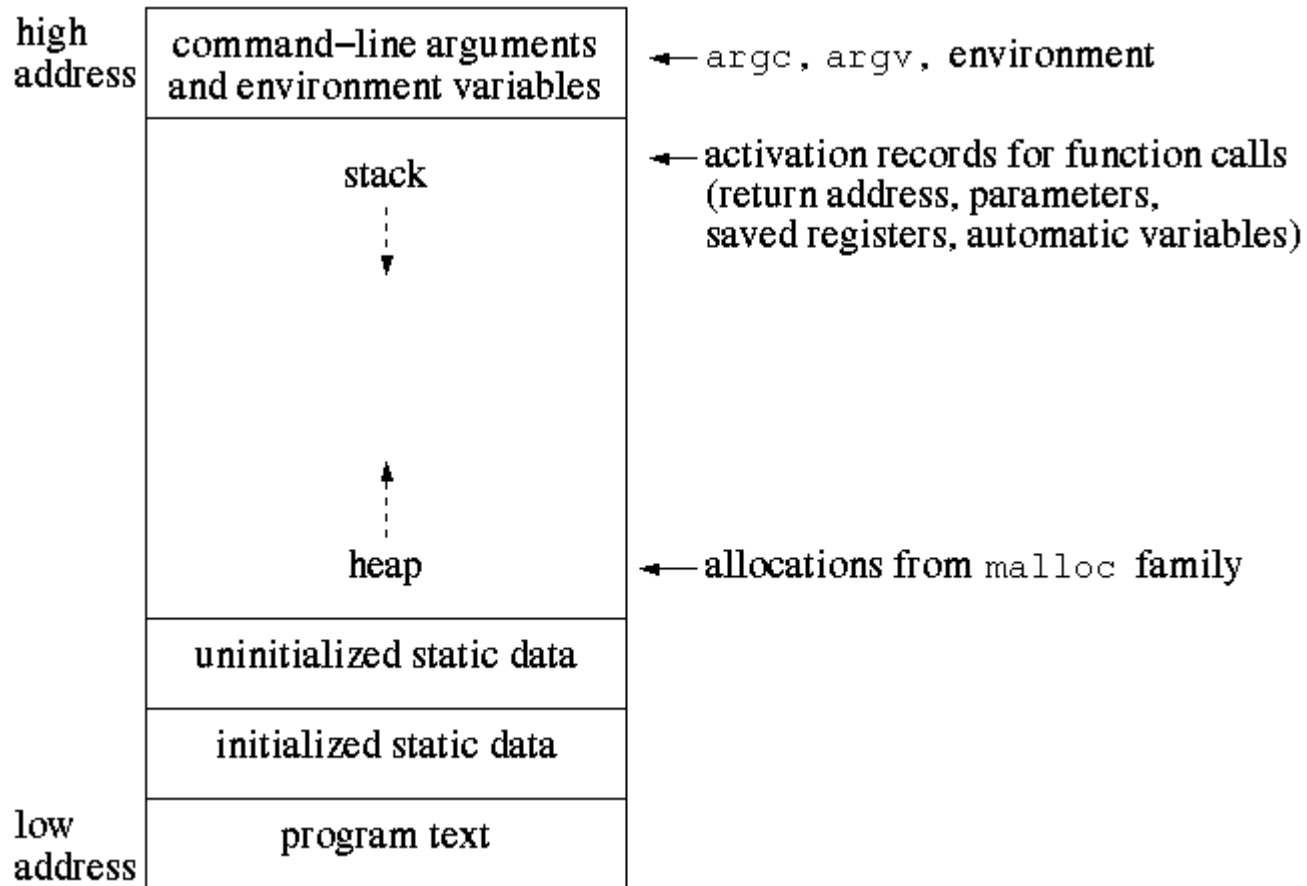 high
address
command–line arguments
and environment variables
argc, argv, environment
stack
activation records for function calls
(return address, parameters,
saved registers, automatic variables)
heap
allocations from malloc family
uninitialized static data
initialized static data
low
address
program text